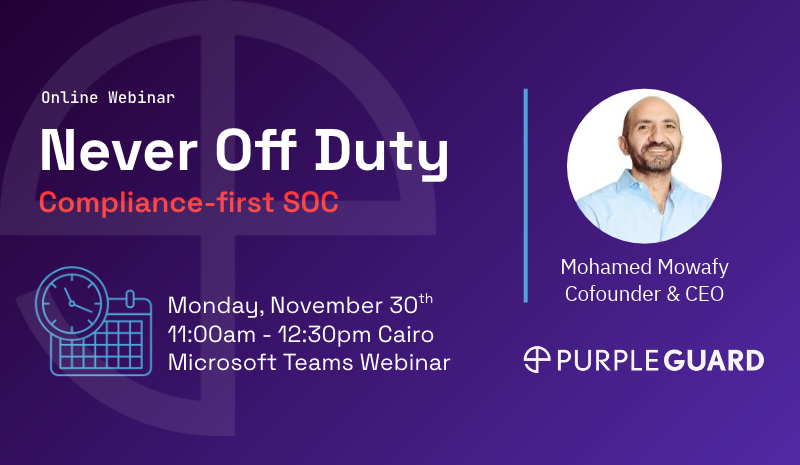 Online Webinar
Never Off Duty
Compliance-first SOC
Monday, November 30th
11:00am - 12:30pm Cairo
Microsoft Teams Webinar
Mohamed Mowafy
Cofounder & CEO
PURPLEGUARD